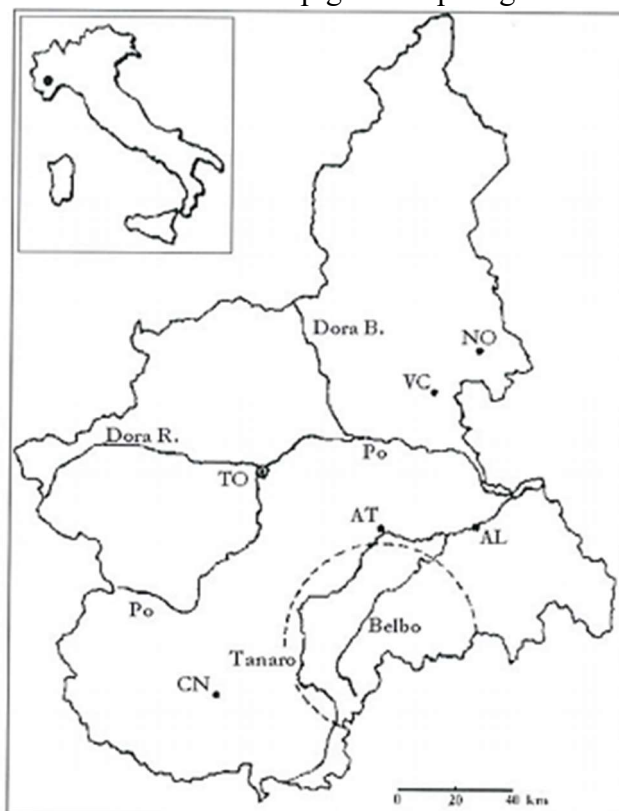 Dora B.
NO
VC
Dora R.
Po
TO
AT
AL
Po
Belbo
Tanaro
CN
0 20 40 km